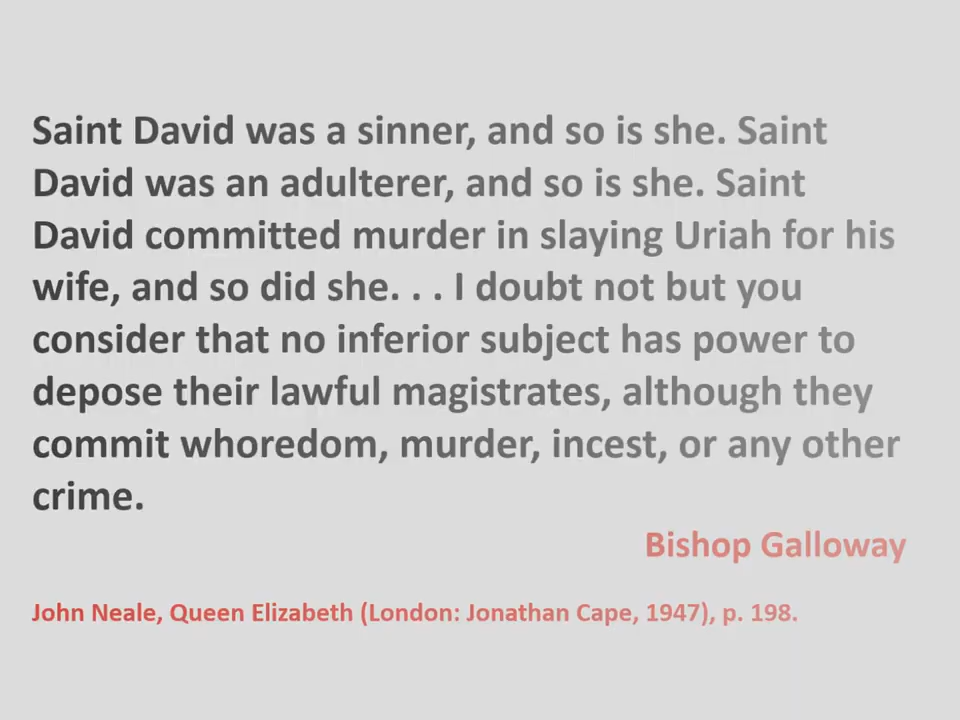 Saint David was a sinner, and so is she. Saint
David was an adulterer, and so is she. Saint
David committed murder in slaying Uriah for his
wife, and so did she. . . I doubt not but you
consider that no inferior subject has power to
depose their lawful magistrates, although they
commit whoredom, murder, incest, or any other
crime.
Bishop Galloway
John Neale, Queen Elizabeth (London: Jonathan Cape, 1947), p. 198.